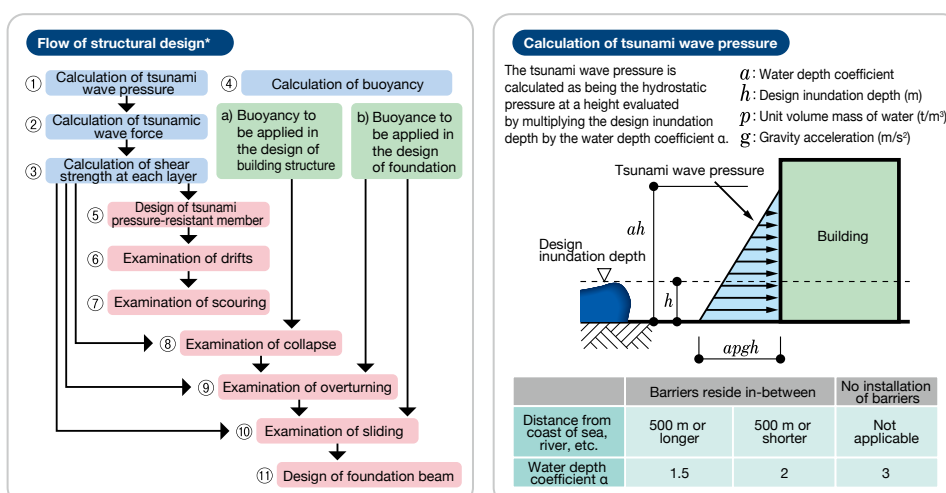 Flow of structural design*
① Calculation of tsunami
wave pressure
② Calculation of tsunamic
wave force
③ Calculation of shear
strength at each layer
④ Calculation of buoyancy
a) Buoyancy to
be applied in
the design of
building structure
b) Buoyance to
be applied in
the design
of foundation
⑤ Design of tsunami
pressure-resistant member
⑥ Examination of drifts
⑦ Examination of scouring
⑧ Examination of collapse
⑨ Examination of overturning
⑩ Examination of sliding
⑪ Design of foundation beam
Calculation of tsunami wave pressure
The tsunami wave pressure is
calculated as being the hydrostatic
pressure at a height evaluated
by multiplying the design inundation
depth by the water depth coefficient α.
a: Water depth coefficient
h: Design inundation depth (m)
p: Unit volume mass of water (t/m³)
g: Gravity acceleration (m/s²)
Tsunami wave pressure
ah
Building
Design
inundation depth
h
apgh
Barriers reside in-between
No installation
of barriers
Distance from
coast of sea,
river, etc.
500 m or
longer
500 m or
shorter
Not
applicable
Water depth
coefficient α
1.5
2
3